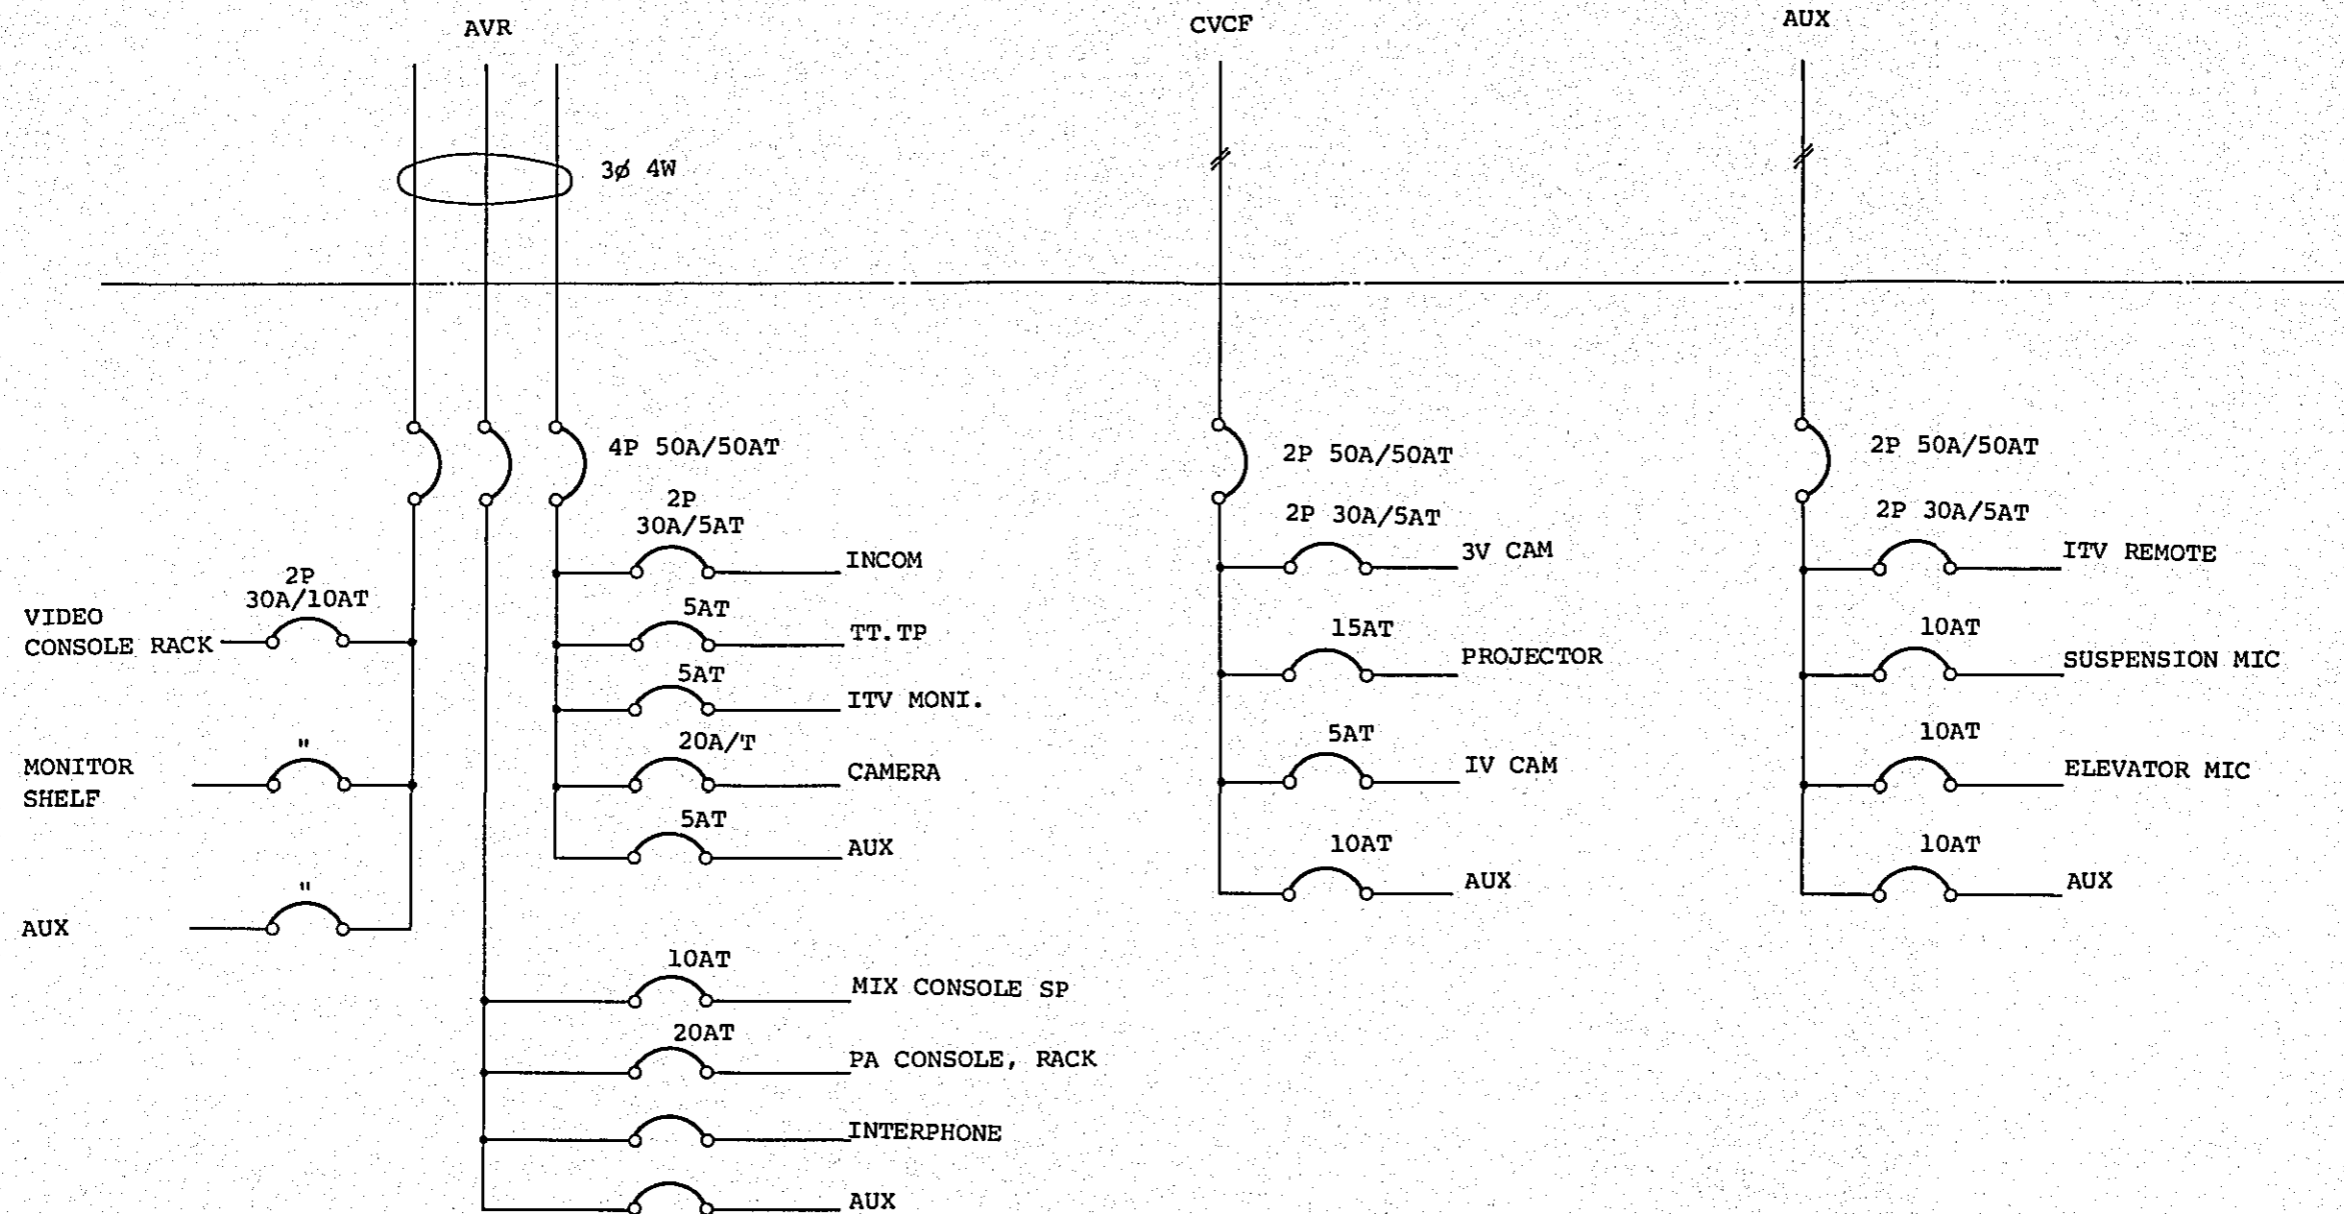 AVR
CVCF
AUX
3ø 4W
4P 50A/50AT
2P 50A/50AT
2P 50A/50AT
VIDEO
CONSOLE RACK
2P
30A/10AT
MONITOR
SHELF
"
AUX
"
2P
30A/5AT
INCOM
5AT
TT.TP
5AT
ITV MONI.
20A/T
CAMERA
5AT
AUX
10AT
MIX CONSOLE SP
20AT
PA CONSOLE, RACK
INTERPHONE
AUX
2P 30A/5AT
3V CAM
15AT
PROJECTOR
5AT
IV CAM
10AT
AUX
2P 30A/5AT
ITV REMOTE
10AT
SUSPENSION MIC
10AT
ELEVATOR MIC
10AT
AUX